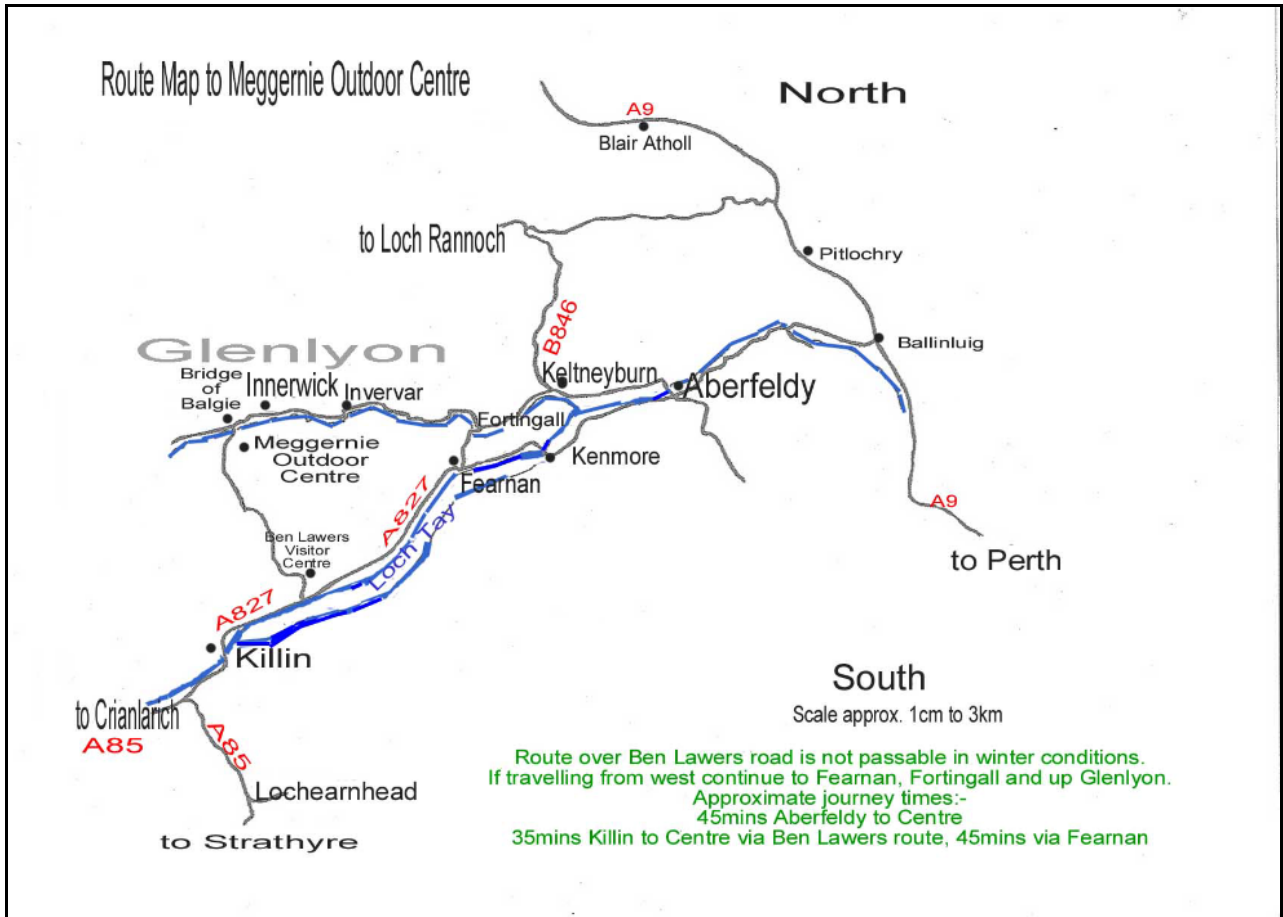 Route Map to Meggernie Outdoor Centre
North
A9
Blair Atholl
to Loch Rannoch
Pitlochry
B846
Ballinluig
Glenlyon
Bridge
of
Balgie
Innerwick
Invervar
Keltneyburn
Aberfeldy
Fortingall
Meggernie
Outdoor
Centre
Kenmore
Fearnan
A827
Loch Tay
A9
to Perth
Ben Lawers
Visitor
Centre
A827
Killin
to Crianlarich
A85
A85
Lochearnhead
to Strathyre
South
Scale approx. 1cm to 3km
Route over Ben Lawers road is not passable in winter conditions.
If travelling from west continue to Fearnan, Fortingall and up Glenlyon.
Approximate journey times:-
45mins Aberfeldy to Centre
35mins Killin to Centre via Ben Lawers route, 45mins via Fearnan